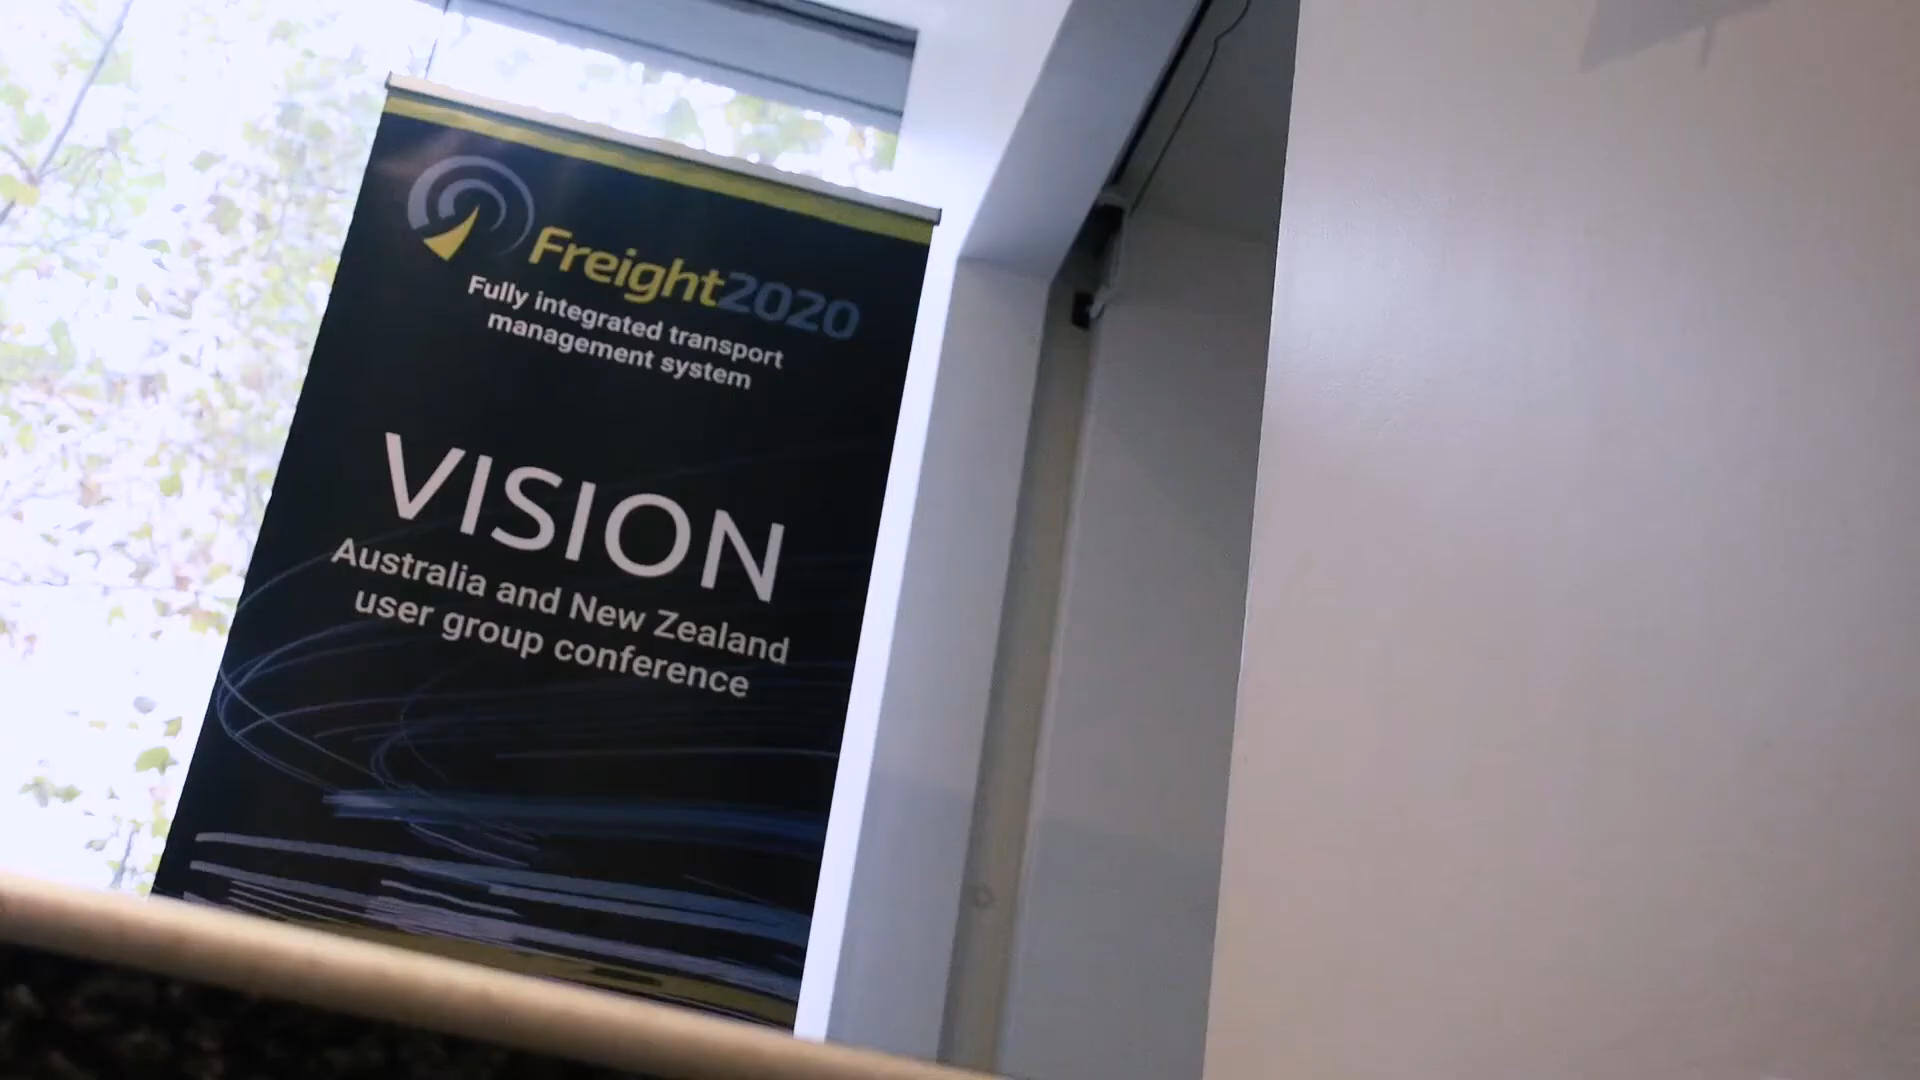 Freight2020
Fully integrated transport
management system
VISION
Australia and New Zealand
user group conference